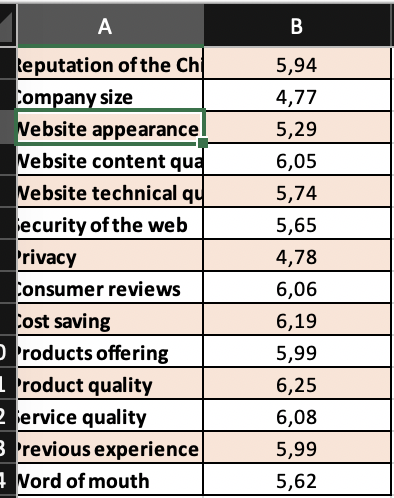 A B
Reputation of the Chi 5,94
Company size 4,77
Website appearance 5,29
Website content qua 6,05
Website technical qu 5,74
Security of the web 5,65
Privacy 4,78
Consumer reviews 6,06
Cost saving 6,19
0 Products offering 5,99
1 Product quality 6,25
2 Service quality 6,08
3 Previous experience 5,99
4 Word of mouth 5,62